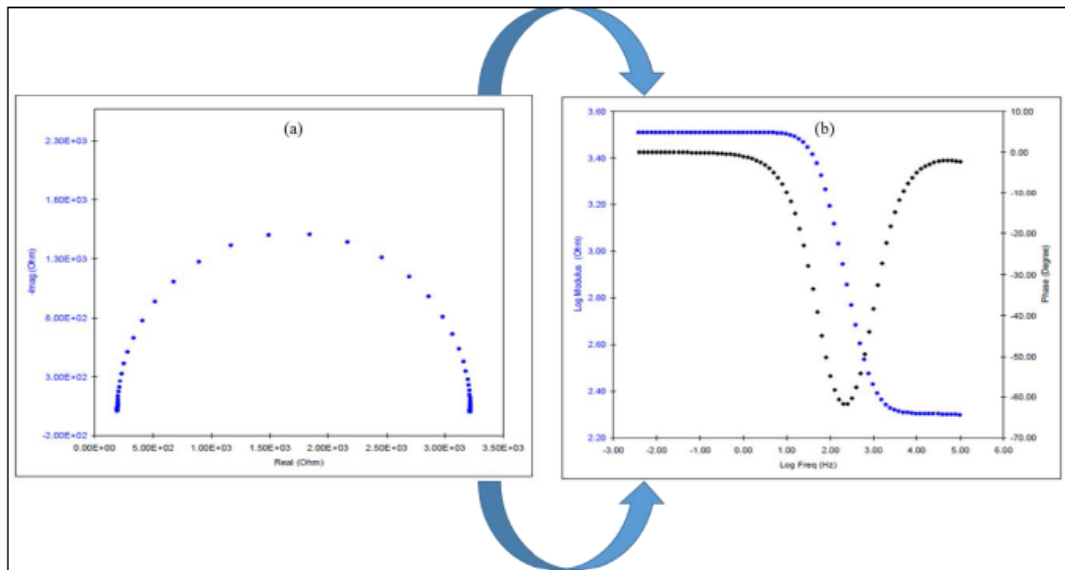 (a)
2.30E+03
1.80E+03
1.30E+03
8.00E+02
3.00E+02
-2.00E+02
-Imag (Ohm)
0.00E+00 5.00E+02 1.00E+03 1.50E+03 2.00E+03 2.50E+03 3.00E+03 3.50E+03
Real (Ohm)
(b)
3.60
3.40
3.20
3.00
2.80
2.60
2.40
2.20
Log Modulus (Ohm)
10.00
0.00
-10.00
-20.00
-30.00
-40.00
-50.00
-60.00
-70.00
Phase (Degree)
-3.00 -2.00 -1.00 0.00 1.00 2.00 3.00 4.00 5.00 6.00
Log Freq (Hz)